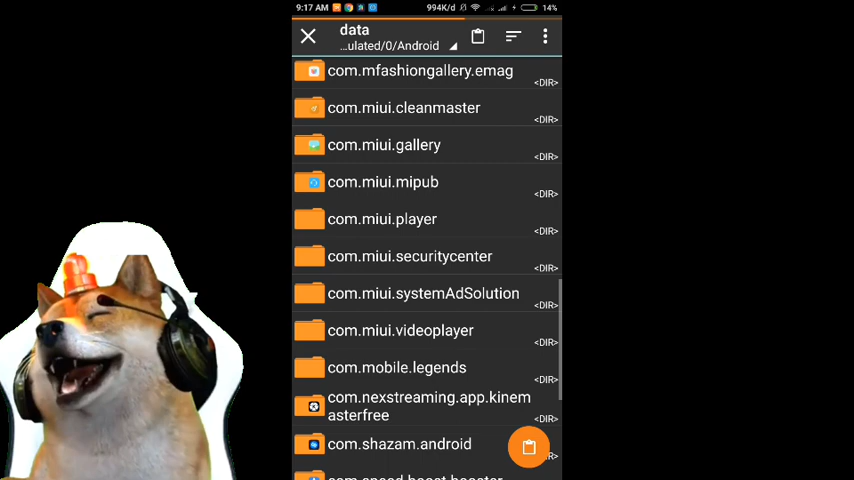 9:17 AM
994K/d
14%
data
...ulated/0/Android
com.mfashiongallery.emag
<DIR>
com.miui.cleanmaster
<DIR>
com.miui.gallery
<DIR>
com.miui.mipub
<DIR>
com.miui.player
<DIR>
com.miui.securitycenter
<DIR>
com.miui.systemAdSolution
<DIR>
com.miui.videoplayer
<DIR>
com.mobile.legends
<DIR>
com.nexstreaming.app.kinem
asterfree
<DIR>
com.shazam.android